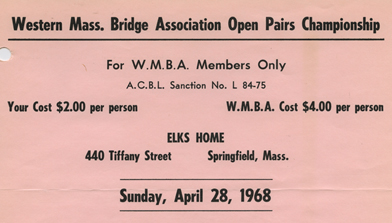 Western Mass. Bridge Association Open Pairs Championship
For W.M.B.A. Members Only
A.C.B.L. Sanction No. L 84-75
Your Cost $2.00 per person W.M.B.A. Cost $4.00 per person
ELKS HOME
440 Tiffany Street Springfield, Mass.
Sunday, April 28, 1968